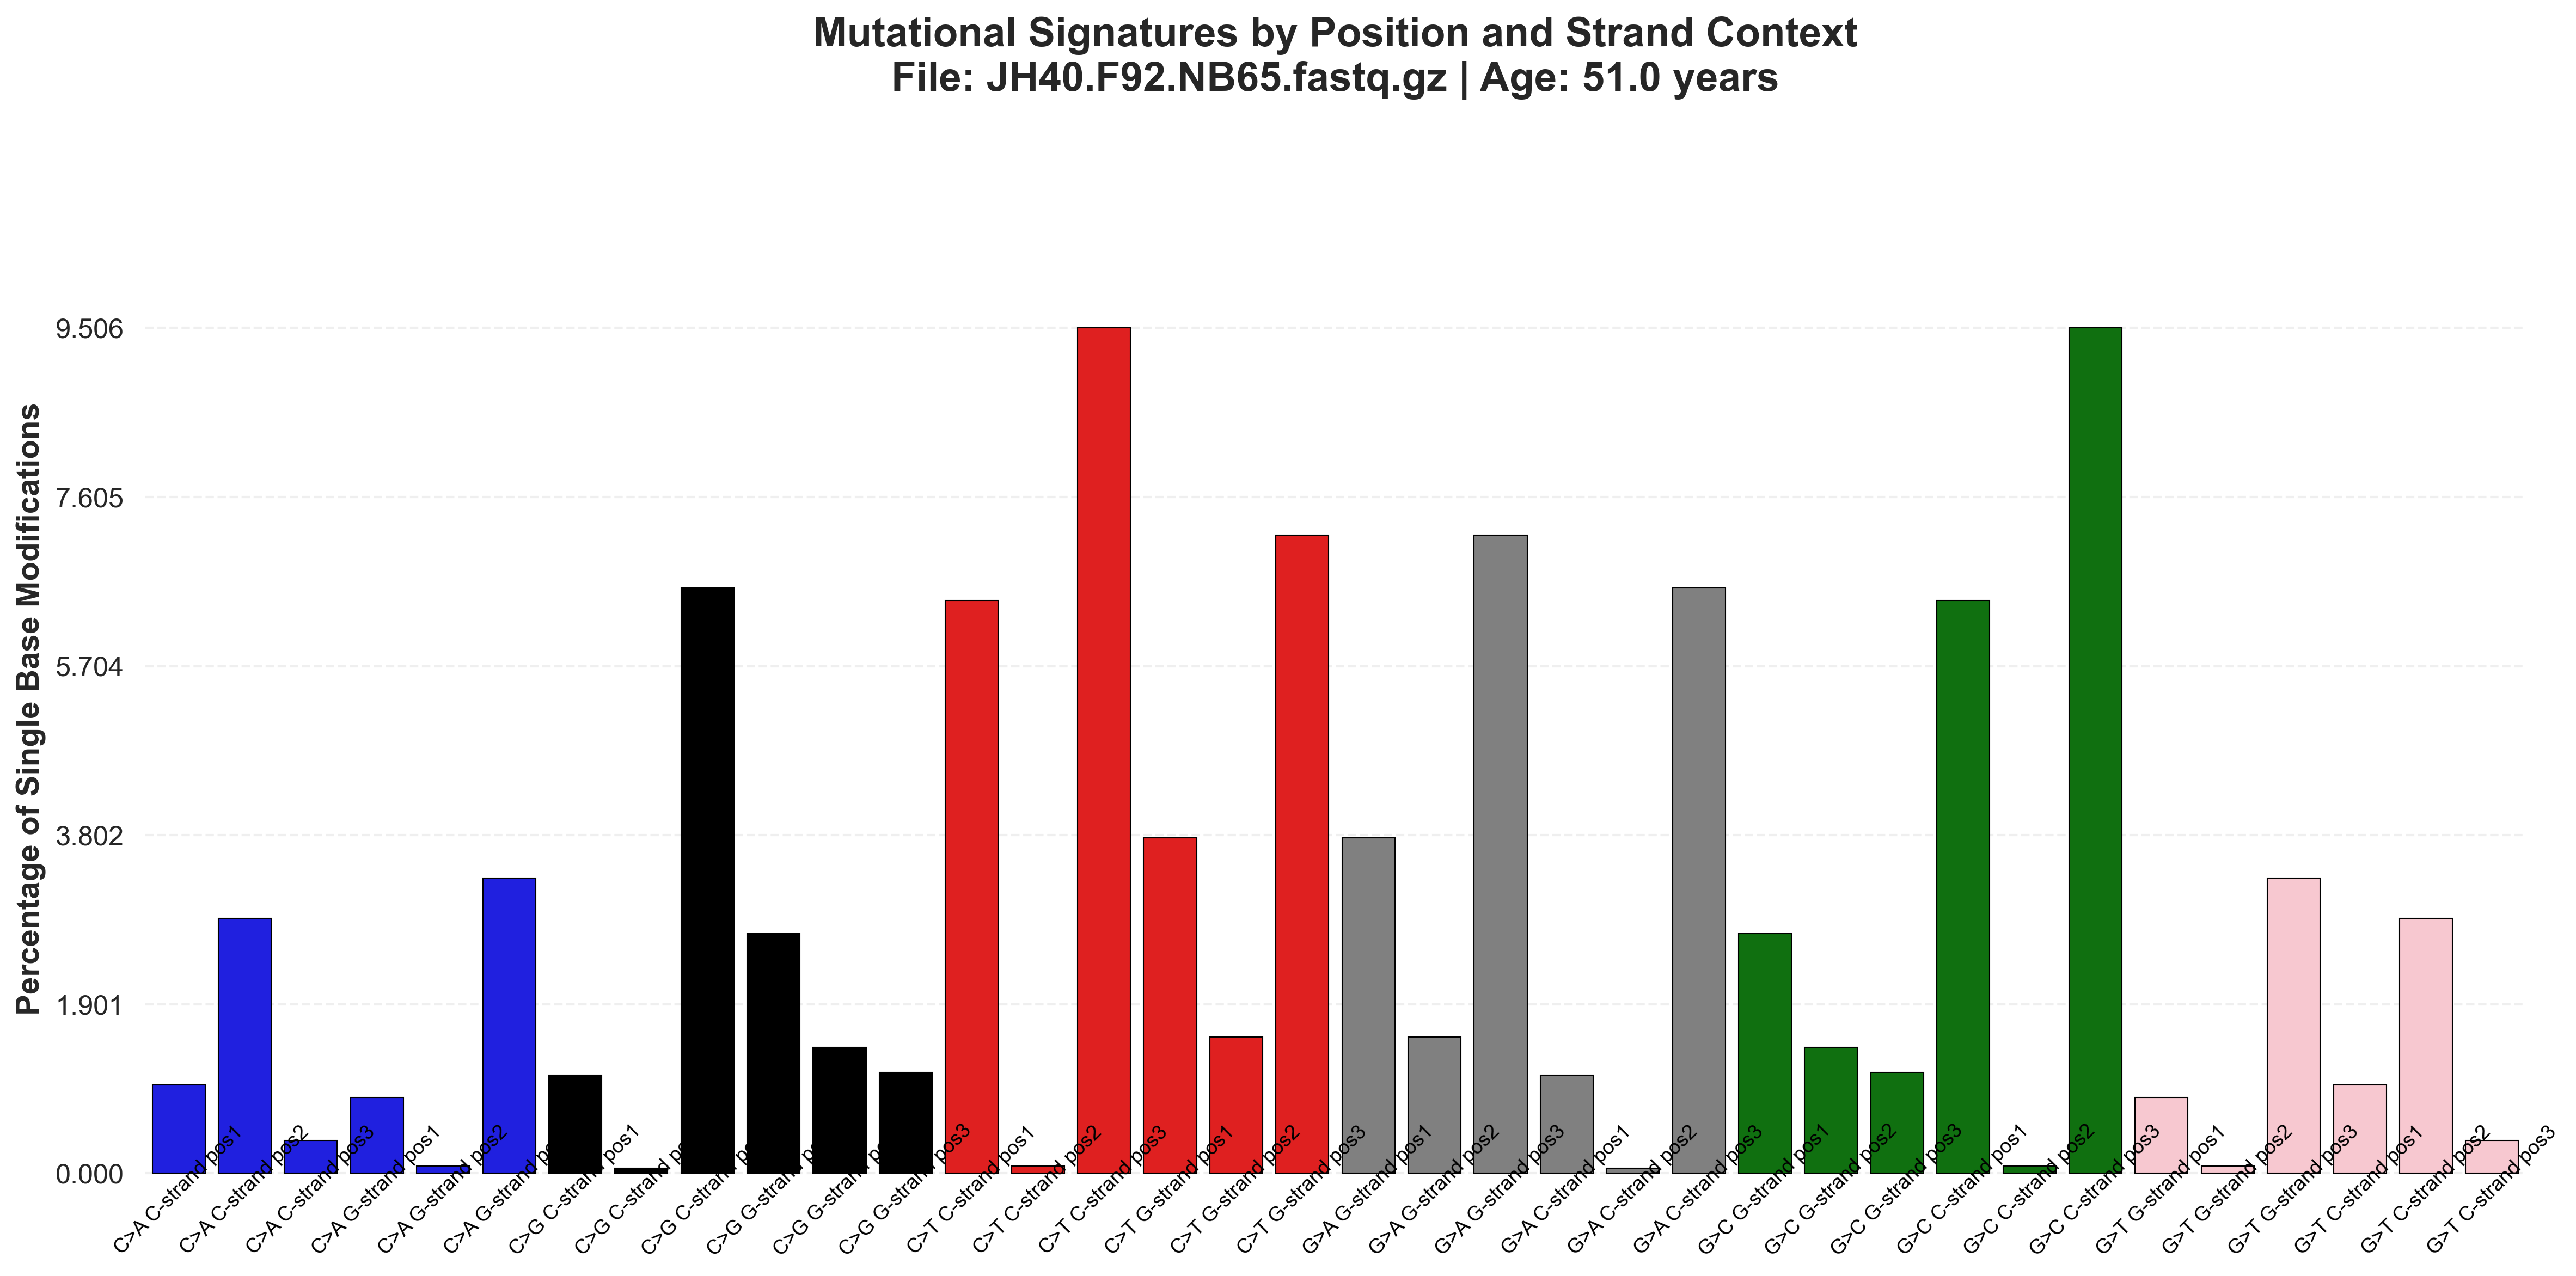 Mutational Signatures by Position and Strand Context
File: JH40.F92.NB65.fastq.gz | Age: 51.0 years
Percentage of Single Base Modifications
9.506
7.605
5.704
3.802
1.901
0.000
C>A C-strand pos1
C>A C-strand pos2
C>A C-strand pos3
C>A G-strand pos1
C>A G-strand pos2
C>A G-strand
C>G C-strand pos1
C>G C-strand
C>G C-strand
C>G G-strand
C>G G-strand
C>G G-strand pos3
C>T C-strand pos1
C>T C-strand pos2
C>T C-strand pos3
C>T G-strand pos1
C>T G-strand pos2
C>T G-strand pos3
G>A G-strand pos1
G>A G-strand pos2
G>A G-strand pos3
G>A C-strand pos1
G>A C-strand pos2
G>A C-strand pos3
G>C G-strand pos1
G>C G-strand pos2
G>C G-strand pos3
G>C C-strand pos1
G>C C-strand pos2
G>C C-strand pos3
G>T G-strand pos1
G>T G-strand pos2
G>T G-strand pos3
G>T C-strand pos1
G>T C-strand pos2
G>T C-strand pos3